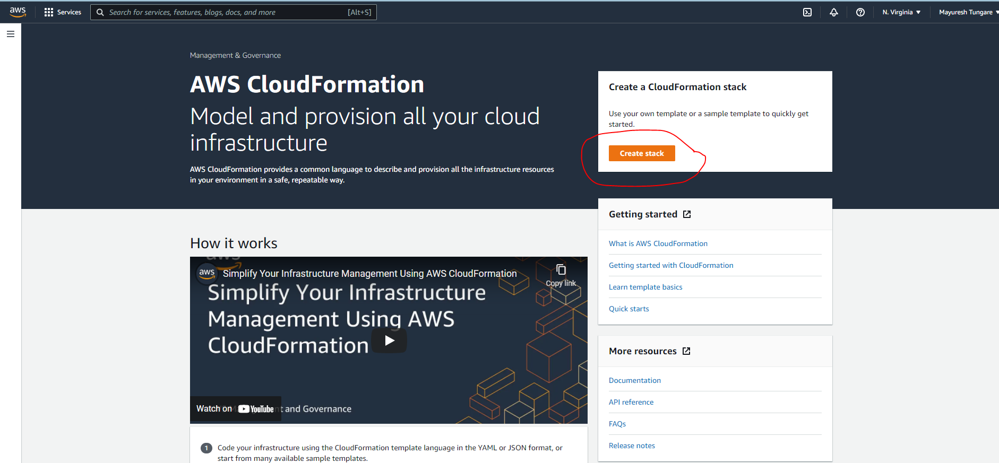 aws
Services
Search for services, features, blogs, docs, and more
[Alt+S]
N. Virginia
Mayuresh Tungare
Management & Governance
AWS CloudFormation
Model and provision all your cloud
infrastructure
AWS CloudFormation provides a common language to describe and provision all the infrastructure resources
in your environment in a safe, repeatable way.
Create a CloudFormation stack
Use your own template or a sample template to quickly get
started.
Create stack
Getting started
What is AWS CloudFormation
Getting started with CloudFormation
Learn template basics
Quick starts
How it works
aws
Simplify Your Infrastructure Management Using AWS CloudFormation
Copy link
Simplify Your Infrastructure
Management Using AWS
CloudFormation
Watch on YouTube
and Governance
1 Code your infrastructure using the CloudFormation template language in the YAML or JSON format, or
start from many available sample templates.
More resources
Documentation
API reference
FAQs
Release notes